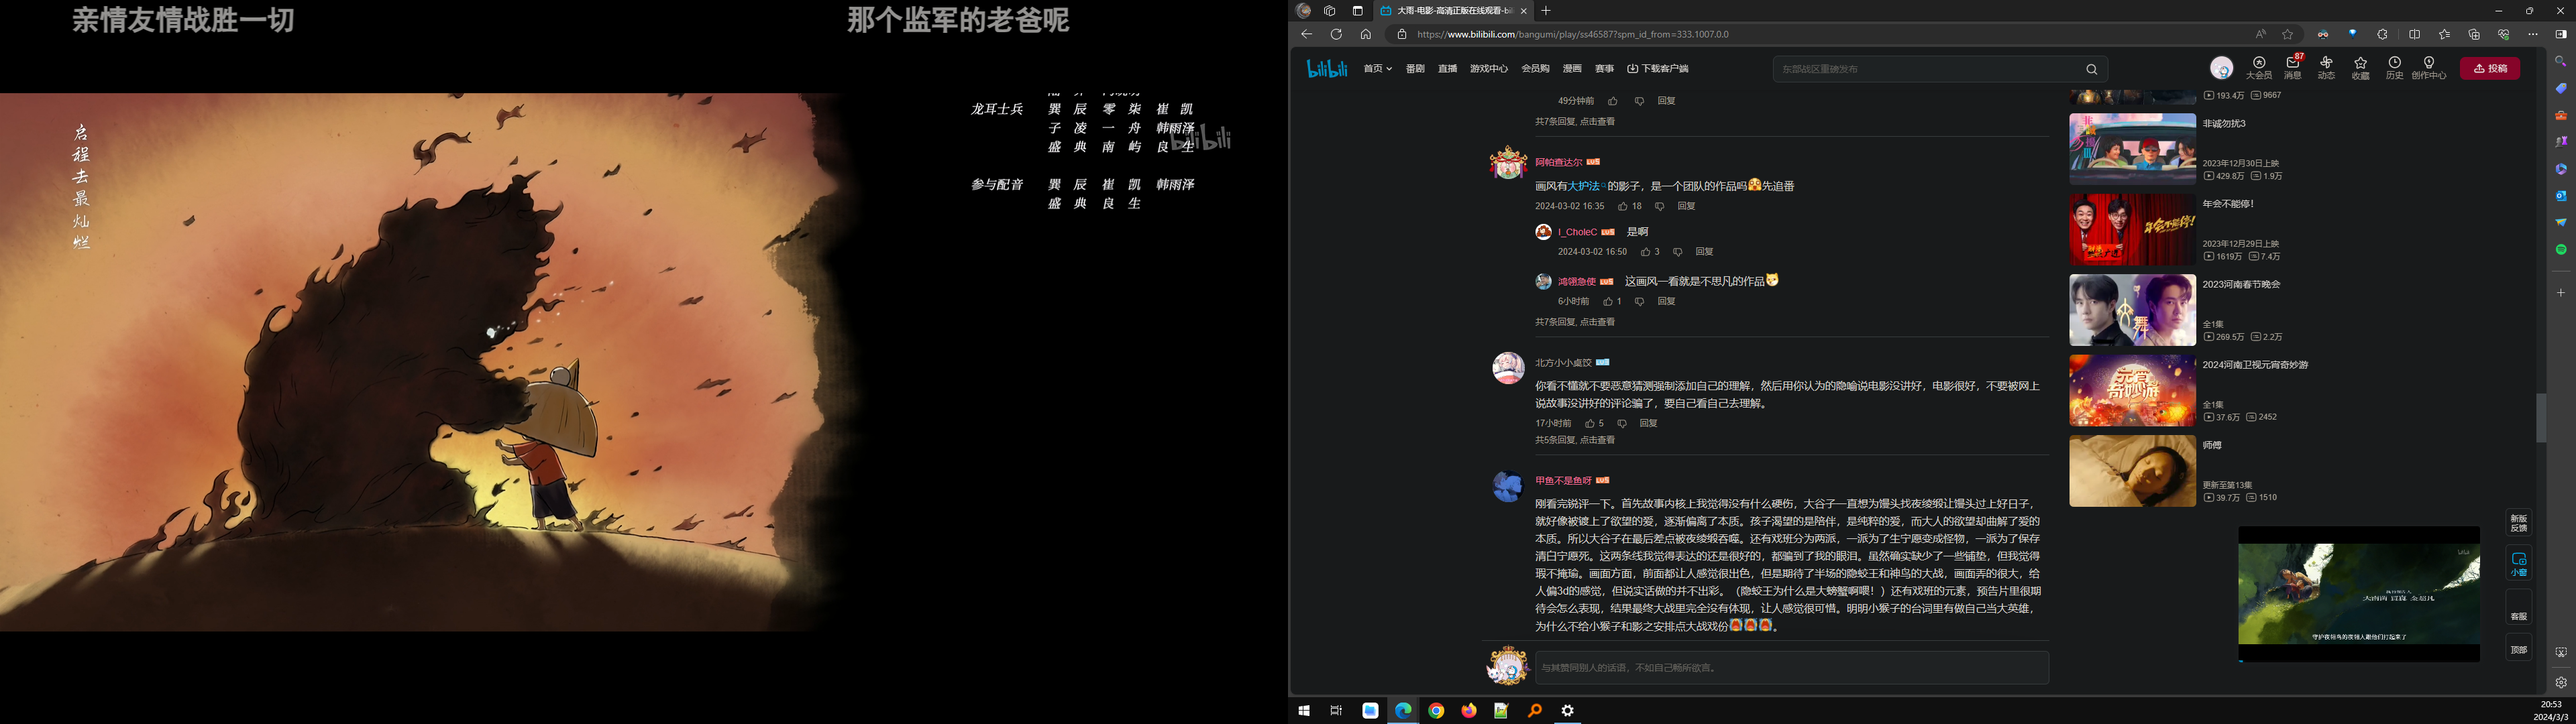 亲情友情战胜一切
那个监军的老爸呢
启程去最灿烂
龙耳士兵 巽辰 零柒 崔凯
子凌 一舟 韩雨泽
盛典 南屿 良生
bilibili
参与配音 巽辰 崔凯 韩雨泽
盛典 良生
大雨-电影-高清正版在线观看-bil
https://www.bilibili.com/bangumi/play/ss46587?spm_id_from=333.1007.0.0
bilibili
首页 番剧 直播 游戏中心 会员购 漫画 赛事 下载客户端
东部战区重磅发布
87
大会员 消息 动态 收藏 历史 创作中心 投稿
49分钟前 回复
共7条回复, 点击查看
阿帕查达尔 LV5
画风有大护法的影子，是一个团队的作品吗先追番
2024-03-02 16:35 18 回复
I_CholeC LV5 是啊
2024-03-02 16:50 3 回复
鸿翎急使 LV5 这画风一看就是不思凡的作品
6小时前 1 回复
共7条回复, 点击查看
北方小小桌饺
你看不懂就不要恶意猜测强制添加自己的理解，然后用你认为的隐喻说电影没讲好，电影很好，不要被网上
说故事没讲好的评论骗了，要自己看自己去理解。
17小时前 5 回复
共5条回复, 点击查看
甲鱼不是鱼呀 LV5
刚看完锐评一下。首先故事内核上我觉得没有什么硬伤，大谷子一直想为馒头找夜绫缎让馒头过上好日子，
就好像被镀上了欲望的爱，逐渐偏离了本质。孩子渴望的是陪伴，是纯粹的爱，而大人的欲望却曲解了爱的
本质。所以大谷子在最后差点被夜绫缎吞噬。还有戏班分为两派，一派为了生宁愿变成怪物，一派为了保存
清白宁愿死。这两条线我觉得表达的还是很好的，都骗到了我的眼泪。虽然确实缺少了一些铺垫，但我觉得
瑕不掩瑜。画面方面，前面都让人感觉很出色，但是期待了半场的隐蛟王和神鸟的大战，画面弄的很大，给
人偏3d的感觉，但说实话做的并不出彩。（隐蛟王为什么是大螃蟹啊喂！）还有戏班的元素，预告片里很期
待会怎么表现，结果最终大战里完全没有体现，让人感觉很可惜。明明小猴子的台词里有做自己当大英雄，
为什么不给小猴子和影之安排点大战戏份。
与其赞同别人的话语，不如自己畅所欲言。
193.4万 9667
非诚勿扰3
2023年12月30日上映
429.8万 1.9万
年会不能停！
2023年12月29日上映
1619万 7.4万
2023河南春节晚会
全1集
269.5万 2.2万
2024河南卫视元宵奇妙游
全1集
37.6万 2452
师傅
更新至第13集
39.7万 1510
守护夜翎鸟的夜翎人跟他们打起来了
新版
反馈
小窗
客服
顶部
20:53
2024/3/3